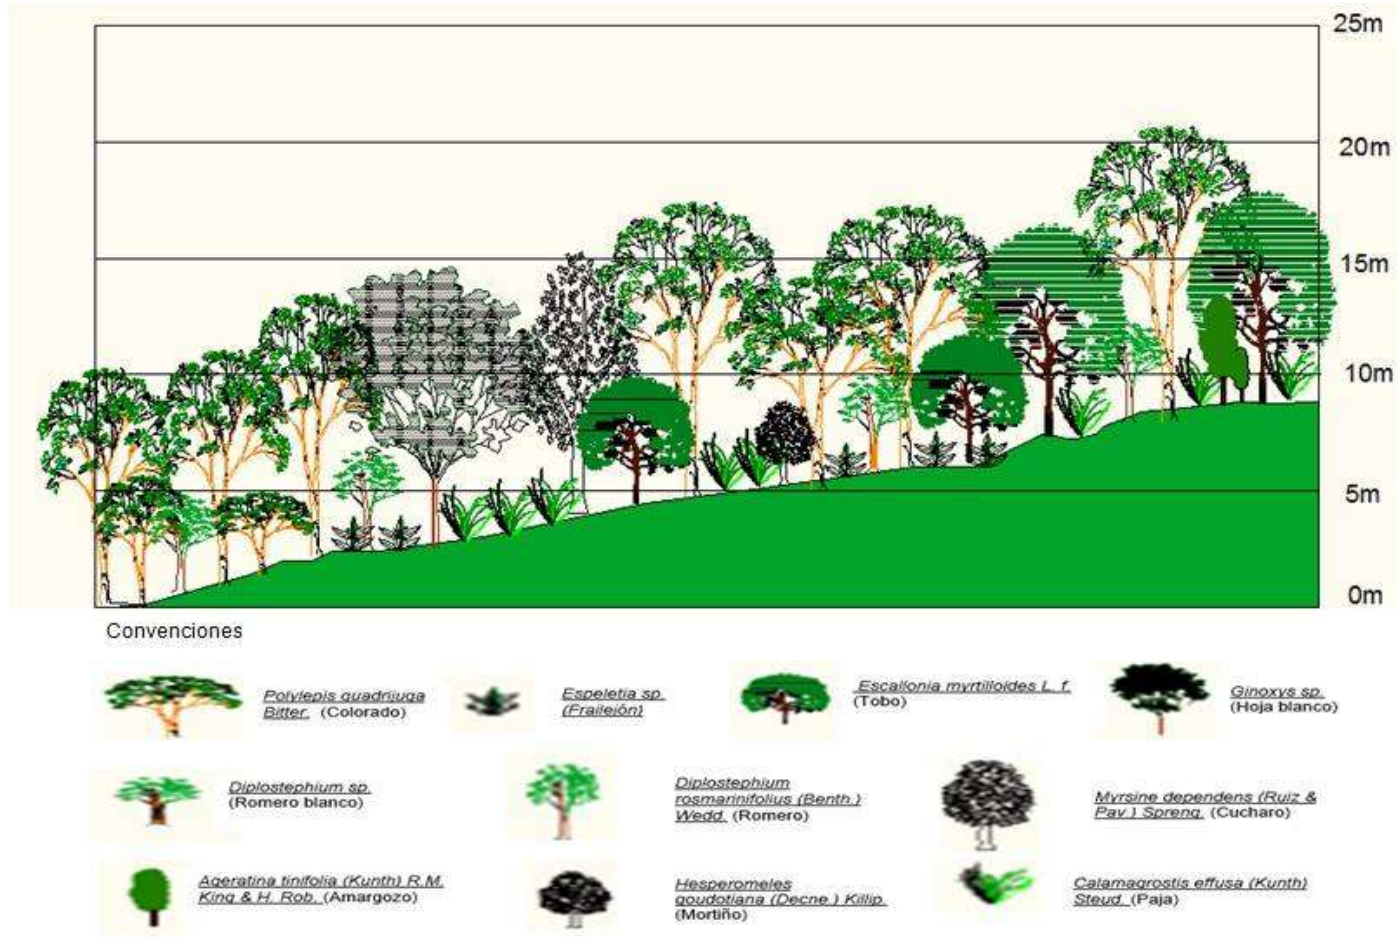 25m
20m
15m
10m
5m
0m
Convenciones
Polylepis quadrijuga
Bitter. (Colorado)
Espeletia sp
(Frailejón)
Escallonia myrtilloides L. f.
(Tobo)
Ginoxys sp.
(Hoja blanco)
Diplostephium sp.
(Romero blanco)
Diplostephium
rosmarinifolius (Benth.)
Wedd. (Romero)
Myrsine dependens (Ruiz &
Pav.) Spreng. (Cucharo)
Ageratina tinifolia (Kunth) R.M.
King & H. Rob. (Amargozo)
Hesperomeles
goudotiana (Decne.) Killip.
(Mortiño)
Calamagrostis effusa (Kunth)
Steud. (Paja)